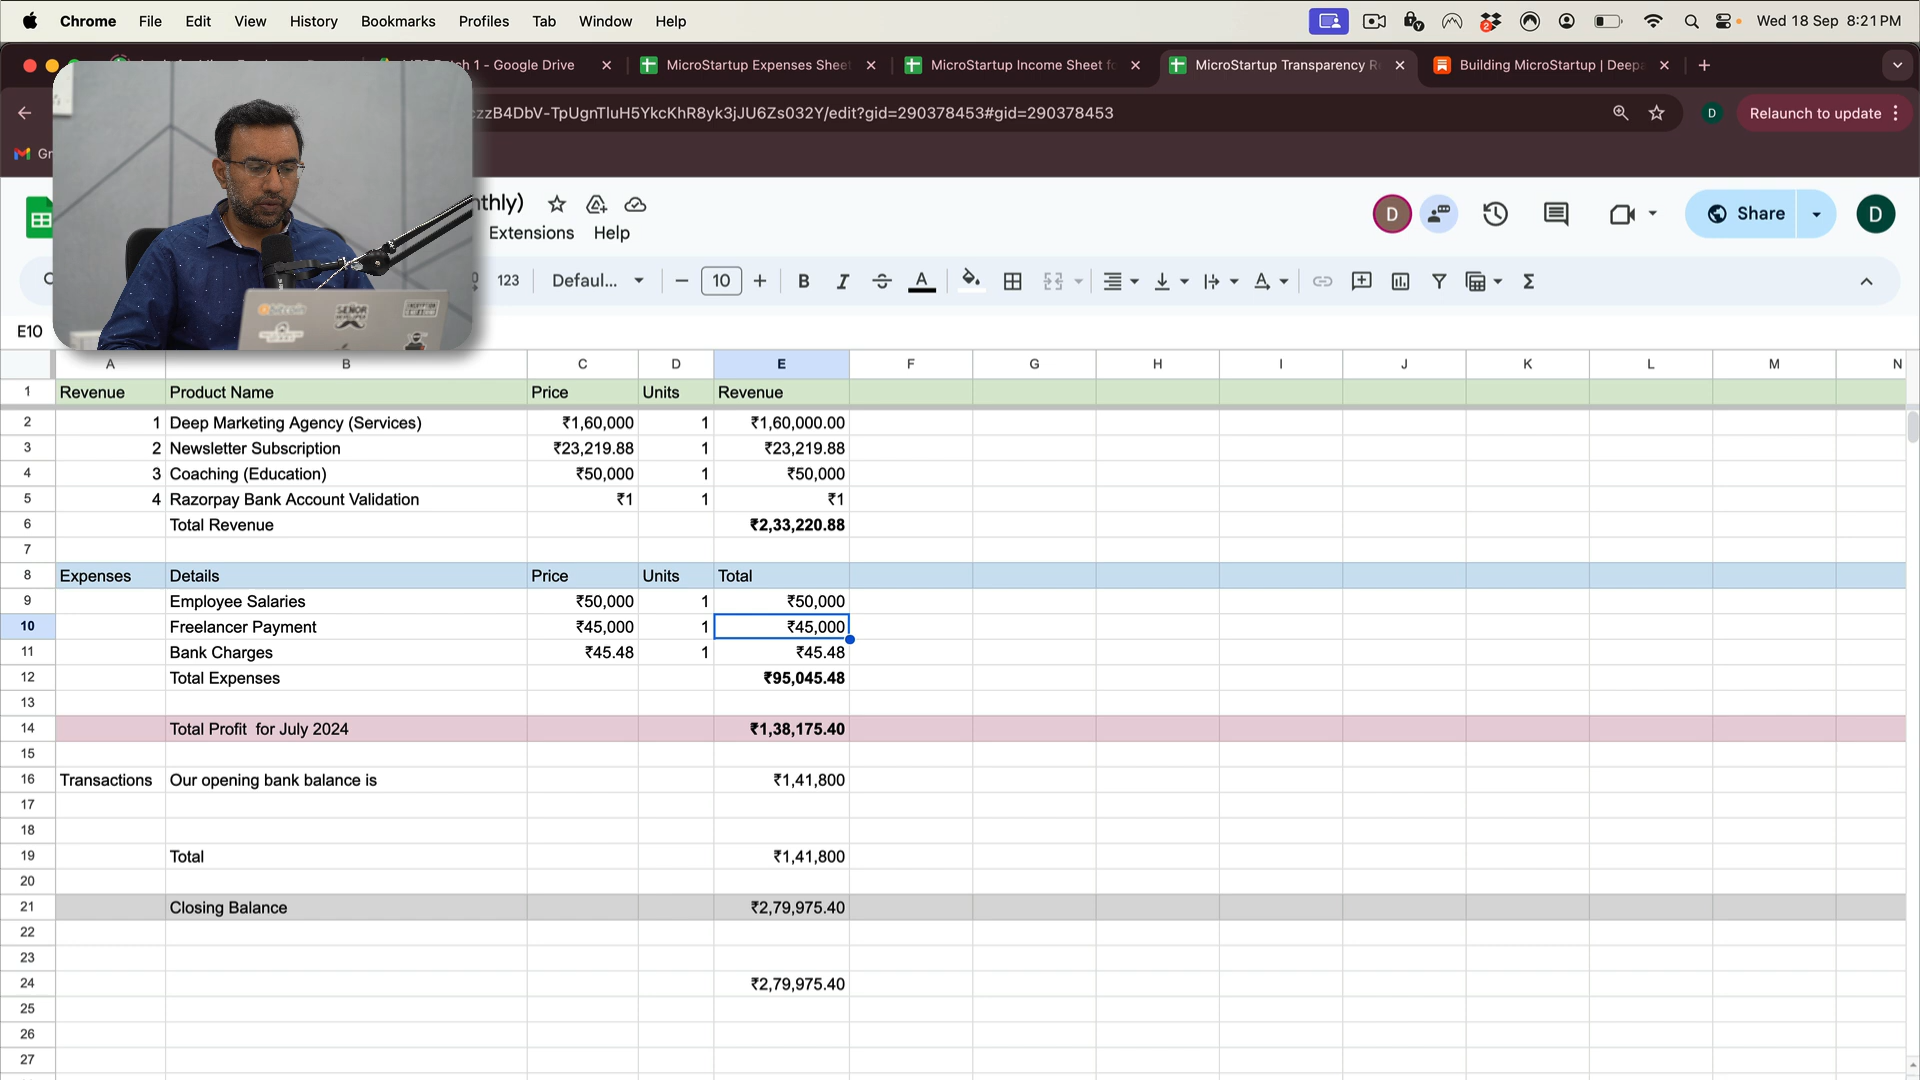 Chrome File Edit View History Bookmarks Profiles Tab Window Help Wed 18 Sep 8:21 PM
1 - Google Drive MicroStartup Expenses Sheet MicroStartup Income Sheet fo MicroStartup Transparency R Building MicroStartup | Deepa
zzB4DbV-TpUgnTluH5YkcKhR8yk3jJU6Zs032Y/edit?gid=290378453#gid=290378453 D Relaunch to update
Gr
nthly)
D Share D
Extensions Help
123 Defaul... 10 B I A
E10
A B C D E F G H I J K L M N
1 Revenue Product Name Price Units Revenue
2 1 Deep Marketing Agency (Services) ₹1,60,000 1 ₹1,60,000.00
3 2 Newsletter Subscription ₹23,219.88 1 ₹23,219.88
4 3 Coaching (Education) ₹50,000 1 ₹50,000
5 4 Razorpay Bank Account Validation ₹1 1 ₹1
6 Total Revenue ₹2,33,220.88
7
8 Expenses Details Price Units Total
9 Employee Salaries ₹50,000 1 ₹50,000
10 Freelancer Payment ₹45,000 1 ₹45,000
11 Bank Charges ₹45.48 1 ₹45.48
12 Total Expenses ₹95,045.48
13
14 Total Profit for July 2024 ₹1,38,175.40
15
16 Transactions Our opening bank balance is ₹1,41,800
17
18
19 Total ₹1,41,800
20
21 Closing Balance ₹2,79,975.40
22
23
24 ₹2,79,975.40
25
26
27